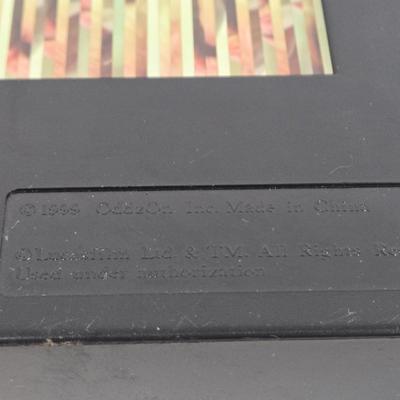 © 1999 OddzOn Inc. Made in China
© Lucasfilm Ltd. & TM. All Rights Re
Used under authorization